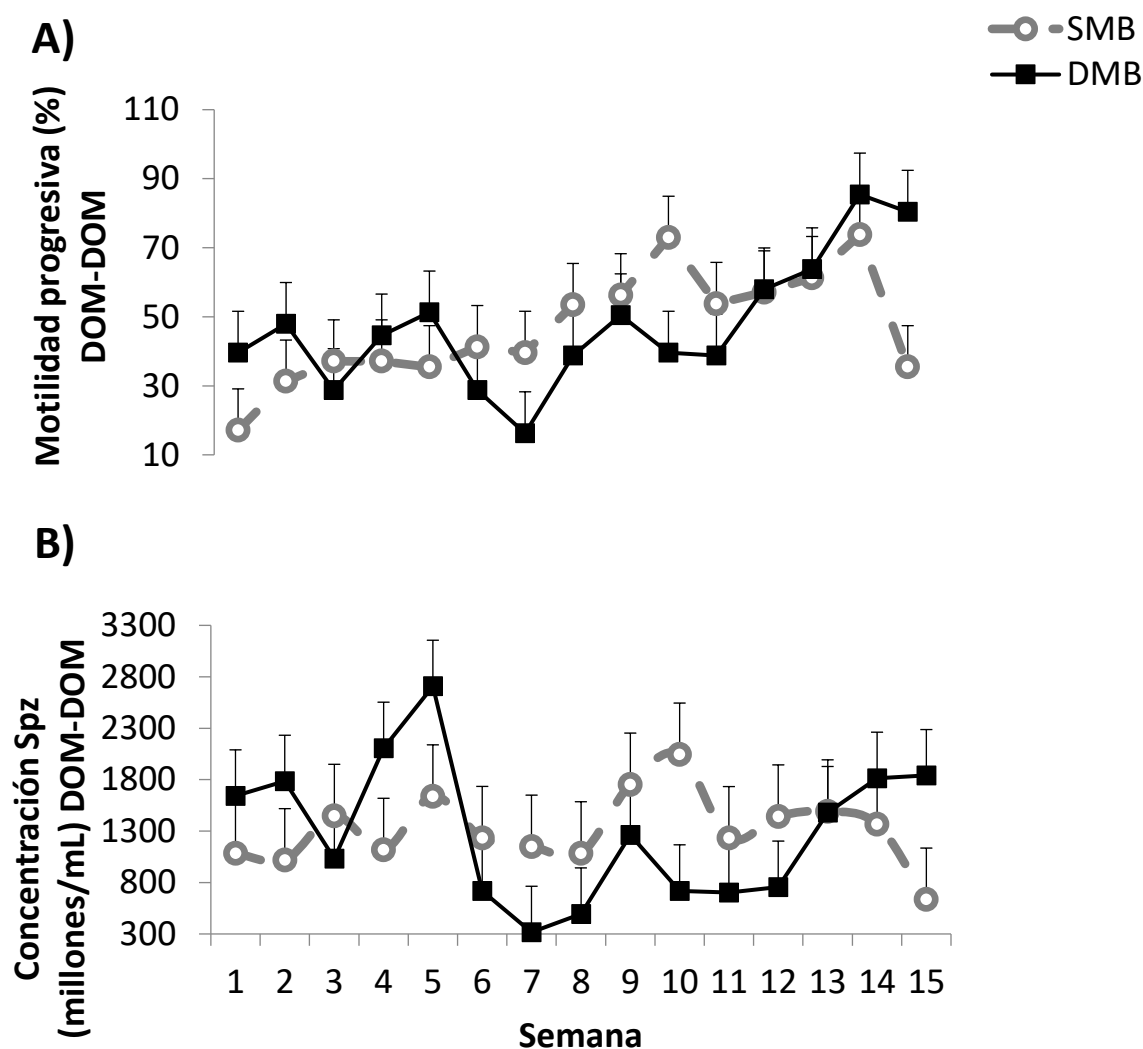 A)
SMB
DMB
Motilidad progresiva (%)
DOM-DOM
110
90
70
50
30
10
B)
Concentración Spz
(millones/mL) DOM-DOM
3300
2800
2300
1800
1300
800
300
1 2 3 4 5 6 7 8 9 10 11 12 13 14 15
Semana